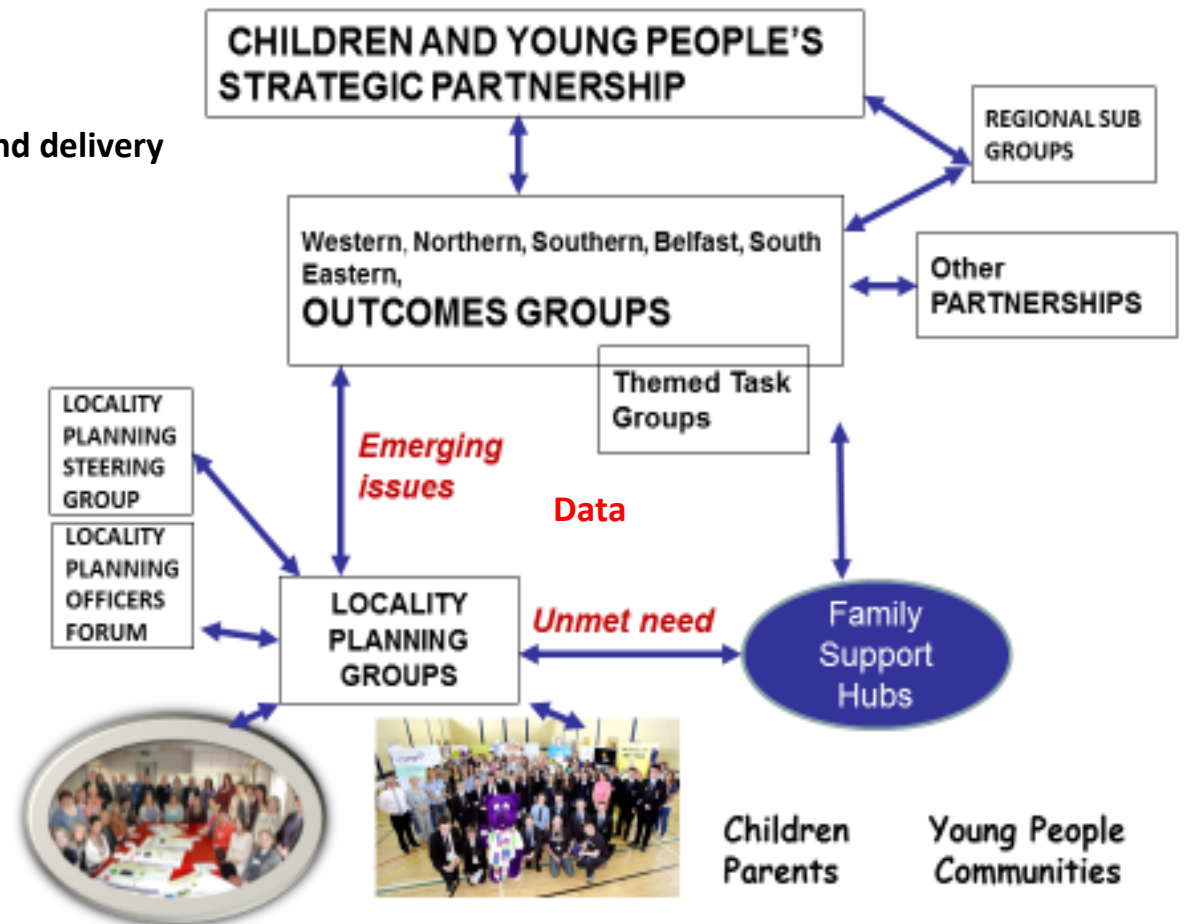 CHILDREN AND YOUNG PEOPLE'S
STRATEGIC PARTNERSHIP
nd delivery
REGIONAL SUB
GROUPS
Western, Northern, Southern, Belfast, South
Eastern,
OUTCOMES GROUPS
Other
PARTNERSHIPS
Themed Task
Groups
LOCALITY
PLANNING
STEERING
GROUP
Emerging
issues
Data
LOCALITY
PLANNING
OFFICERS
FORUM
LOCALITY
PLANNING
GROUPS
Unmet need
Family
Support
Hubs
Children
Parents
Young People
Communities